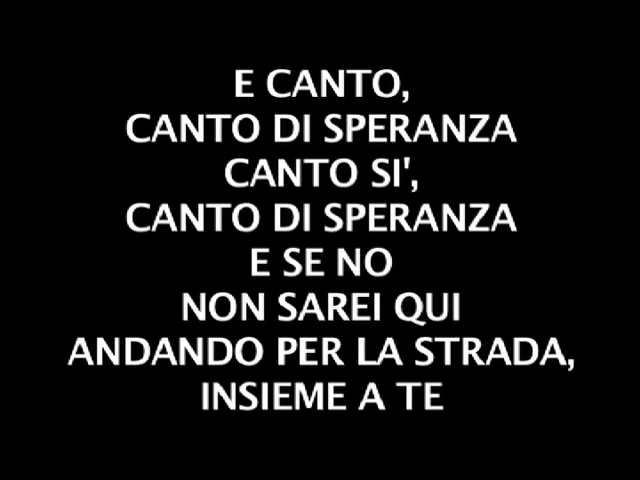 E CANTO,
CANTO DI SPERANZA
CANTO SI',
CANTO DI SPERANZA
E SE NO
NON SAREI QUI
ANDANDO PER LA STRADA,
INSIEME A TE